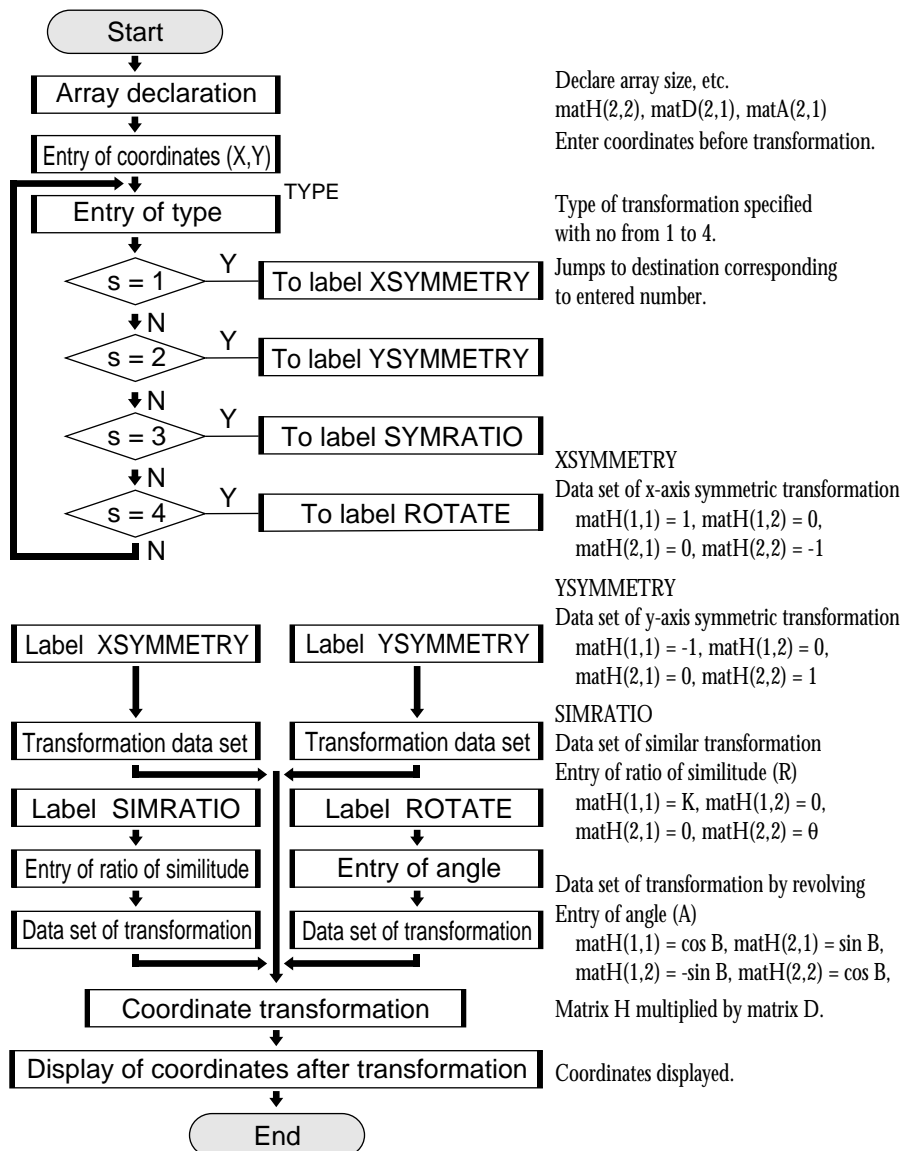 Start
Array declaration
Declare array size, etc.
matH(2,2), matD(2,1), matA(2,1)
Entry of coordinates (X,Y)
Enter coordinates before transformation.
TYPE
Entry of type
Type of transformation specified
with no from 1 to 4.
s = 1
Y
To label XSYMMETRY
Jumps to destination corresponding
to entered number.
N
s = 2
Y
To label YSYMMETRY
N
s = 3
Y
To label SYMRATIO
N
s = 4
Y
To label ROTATE
N
XSYMMETRY
Data set of x-axis symmetric transformation
matH(1,1) = 1, matH(1,2) = 0,
matH(2,1) = 0, matH(2,2) = -1
YSYMMETRY
Data set of y-axis symmetric transformation
matH(1,1) = -1, matH(1,2) = 0,
matH(2,1) = 0, matH(2,2) = 1
Label XSYMMETRY
Label YSYMMETRY
Transformation data set
Transformation data set
SIMRATIO
Data set of similar transformation
Entry of ratio of similitude (R)
matH(1,1) = K, matH(1,2) = 0,
matH(2,1) = 0, matH(2,2) = θ
Label SIMRATIO
Label ROTATE
Entry of ratio of similitude
Entry of angle
Data set of transformation
Data set of transformation
Data set of transformation by revolving
Entry of angle (A)
matH(1,1) = cos B, matH(2,1) = sin B,
matH(1,2) = -sin B, matH(2,2) = cos B,
Coordinate transformation
Matrix H multiplied by matrix D.
Display of coordinates after transformation
Coordinates displayed.
End